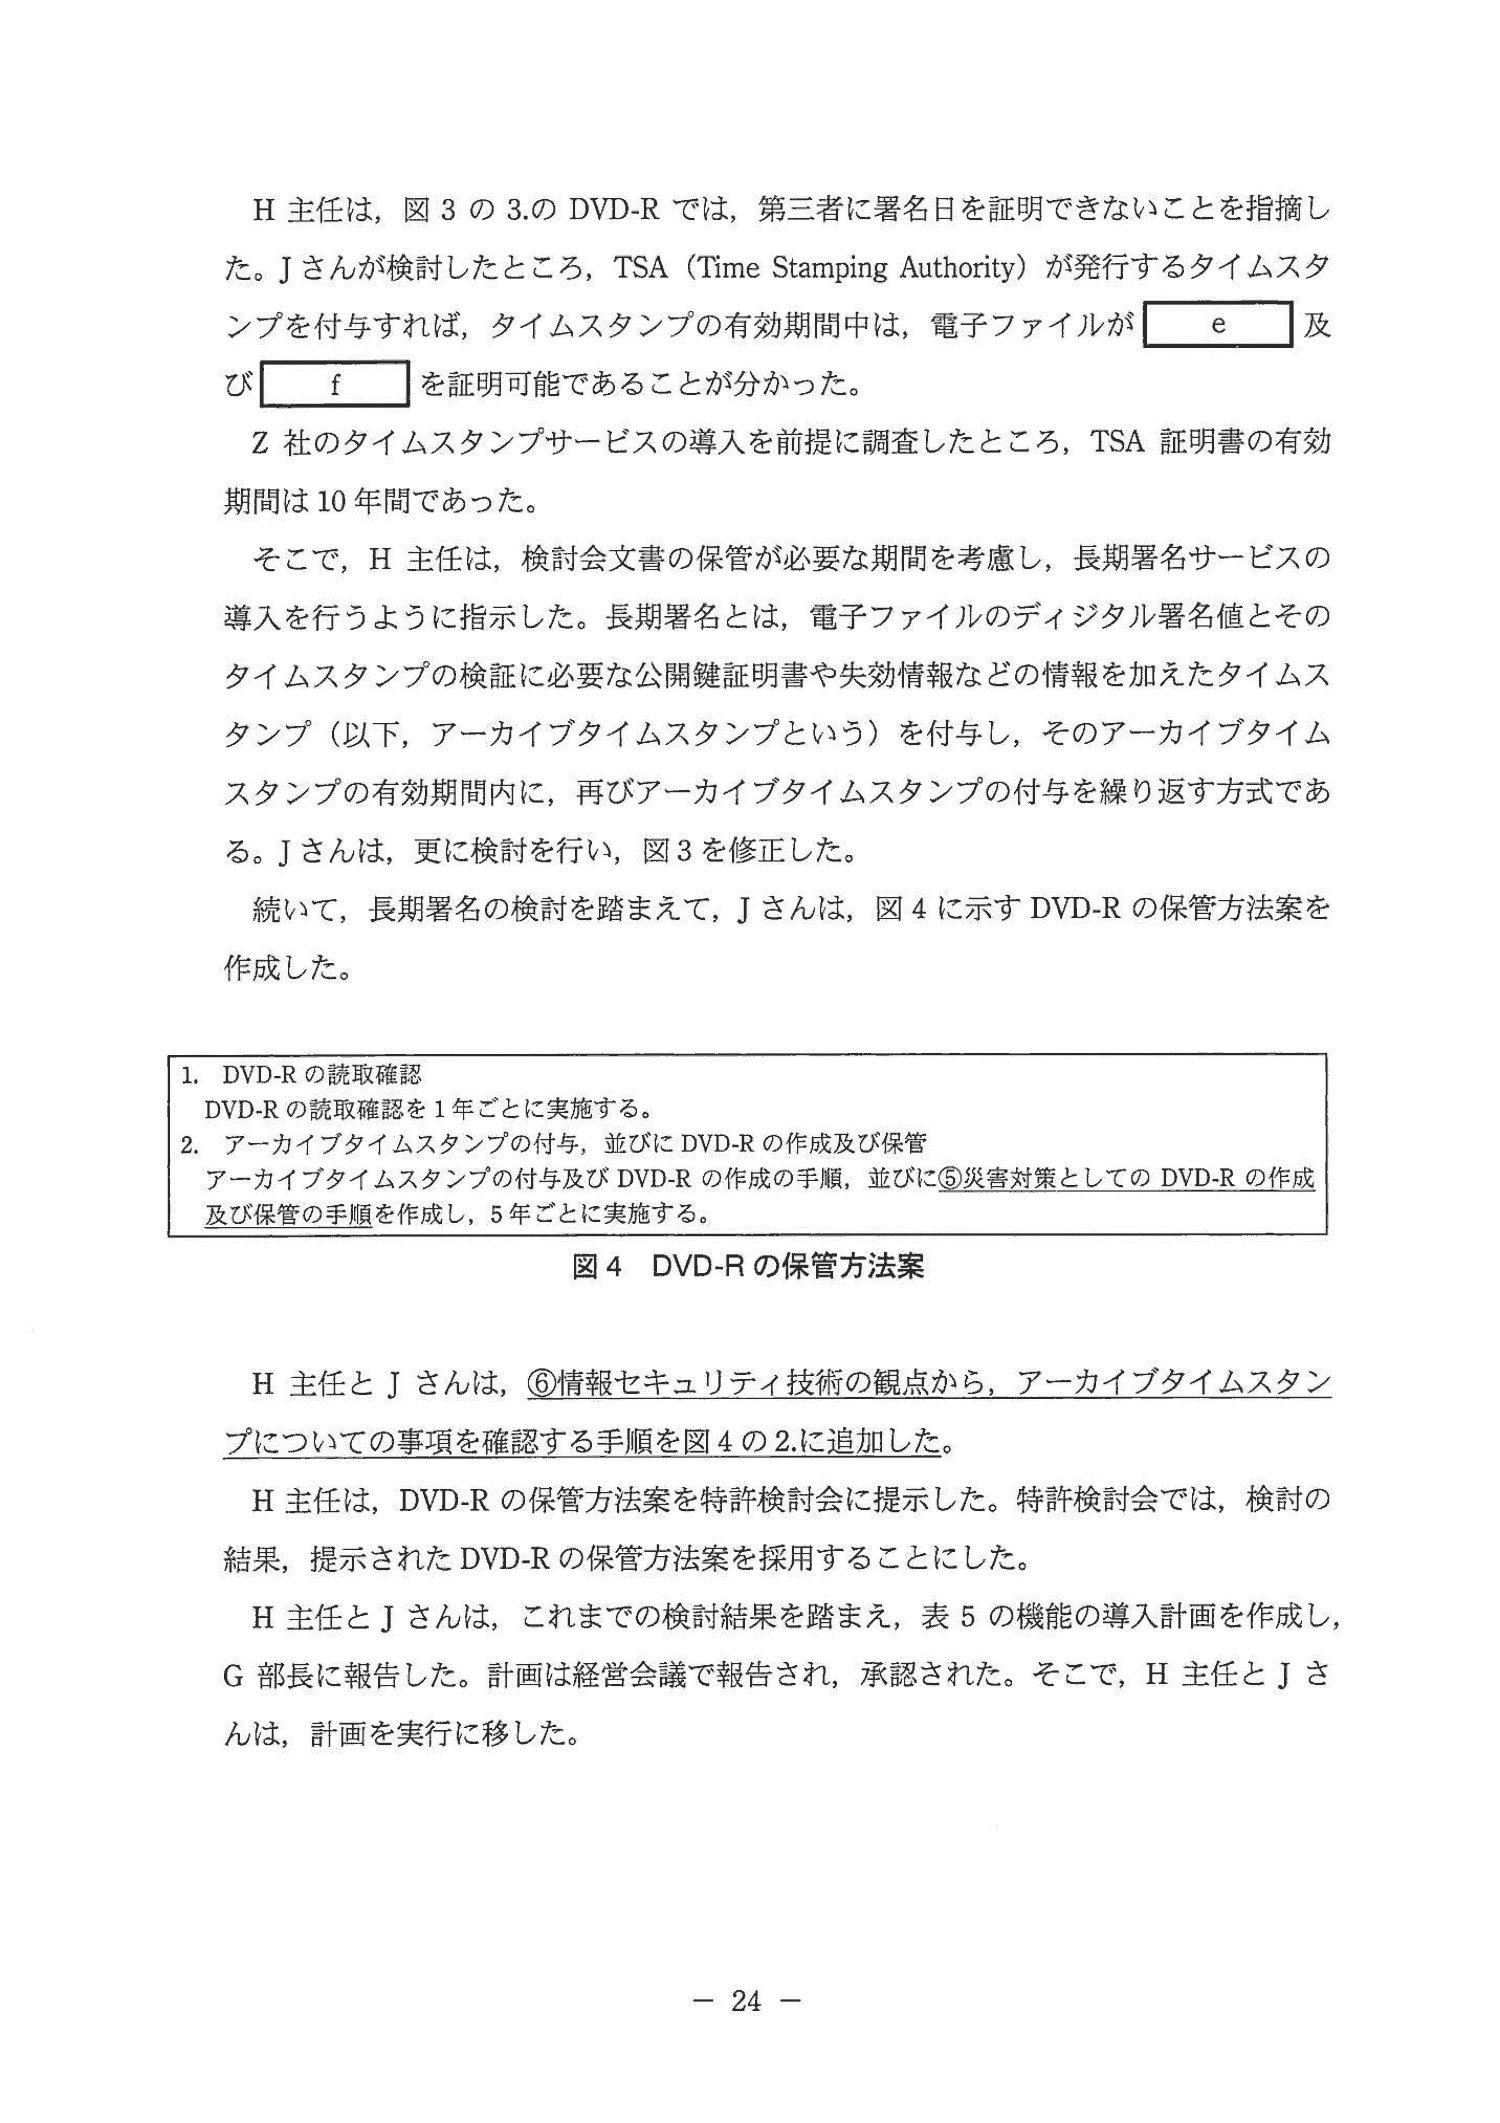 H 主任は，図 3 の 3.の DVD-R では，第三者に署名日を証明できないことを指摘し
た。J さんが検討したところ，TSA（Time Stamping Authority）が発行するタイムスタ
ンプを付与すれば，タイムスタンプの有効期間中は，電子ファイルが e 及
び f を証明可能であることが分かった。
Z 社のタイムスタンプサービスの導入を前提に調査したところ，TSA 証明書の有効
期間は 10 年間であった。
そこで，H 主任は，検討会文書の保管が必要な期間を考慮し，長期署名サービスの
導入を行うように指示した。長期署名とは，電子ファイルのディジタル署名値とその
タイムスタンプの検証に必要な公開鍵証明書や失効情報などの情報を加えたタイムス
タンプ（以下，アーカイブタイムスタンプという）を付与し，そのアーカイブタイム
スタンプの有効期間内に，再びアーカイブタイムスタンプの付与を繰り返す方式であ
る。J さんは，更に検討を行い，図 3 を修正した。
続いて，長期署名の検討を踏まえて，J さんは，図 4 に示す DVD-R の保管方法案を
作成した。
1. DVD-R の読取確認
DVD-R の読取確認を 1 年ごとに実施する。
2. アーカイブタイムスタンプの付与，並びに DVD-R の作成及び保管
アーカイブタイムスタンプの付与及び DVD-R の作成の手順，並びに⑤災害対策としての DVD-R の作成
及び保管の手順を作成し，5 年ごとに実施する。
図 4 DVD-R の保管方法案
H 主任と J さんは，⑥情報セキュリティ技術の観点から，アーカイブタイムスタン
プについての事項を確認する手順を図 4 の 2.に追加した。
H 主任は，DVD-R の保管方法案を特許検討会に提示した。特許検討会では，検討の
結果，提示された DVD-R の保管方法案を採用することにした。
H 主任と J さんは，これまでの検討結果を踏まえ，表 5 の機能の導入計画を作成し，
G 部長に報告した。計画は経営会議で報告され，承認された。そこで，H 主任と J さ
んは，計画を実行に移した。
－ 24 －